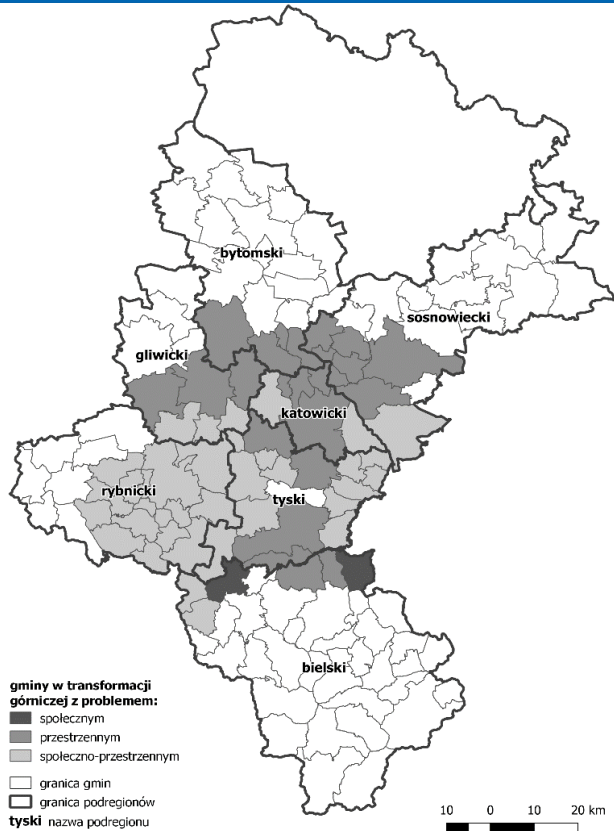 bytomski
sosnowiecki
gliwicki
katowicki
rybnicki
tyski
bielski
gminy w transformacji
górniczej z problemem:
społecznym
przestrzennym
społeczno-przestrzennym
granica gmin
granica podregionów
tyski nazwa podregionu
10 0 10 20 km